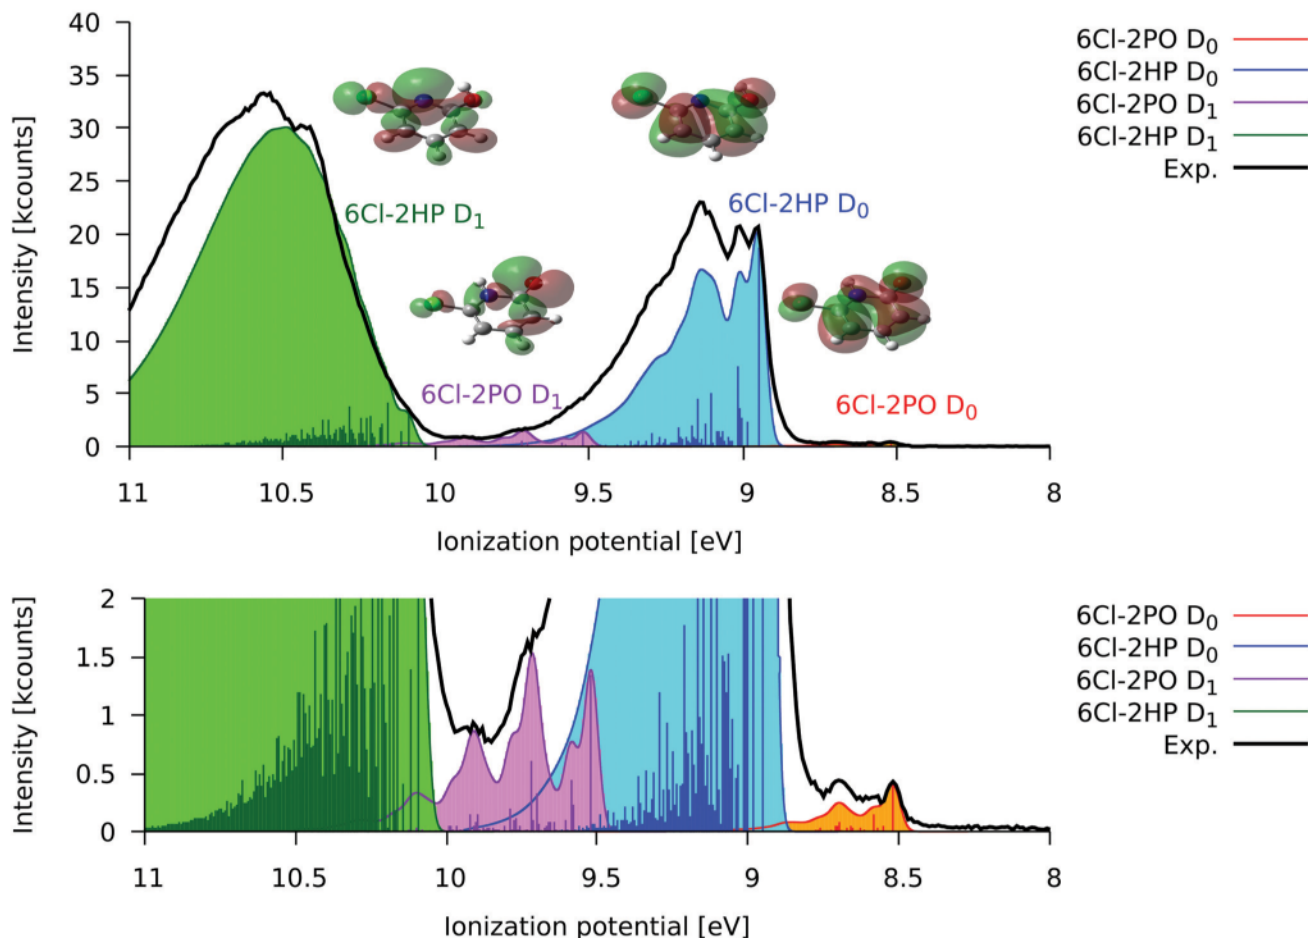 40
35
30
25
20
15
10
5
0
Intensity [kcounts]
6Cl-2HP D₁
6Cl-2PO D₁
6Cl-2HP D₀
6Cl-2PO D₀
11 10.5 10 9.5 9 8.5 8
Ionization potential [eV]
6Cl-2PO D₀
6Cl-2HP D₀
6Cl-2PO D₁
6Cl-2HP D₁
Exp.
2
1.5
1
0.5
0
Intensity [kcounts]
11 10.5 10 9.5 9 8.5 8
Ionization potential [eV]
6Cl-2PO D₀
6Cl-2HP D₀
6Cl-2PO D₁
6Cl-2HP D₁
Exp.